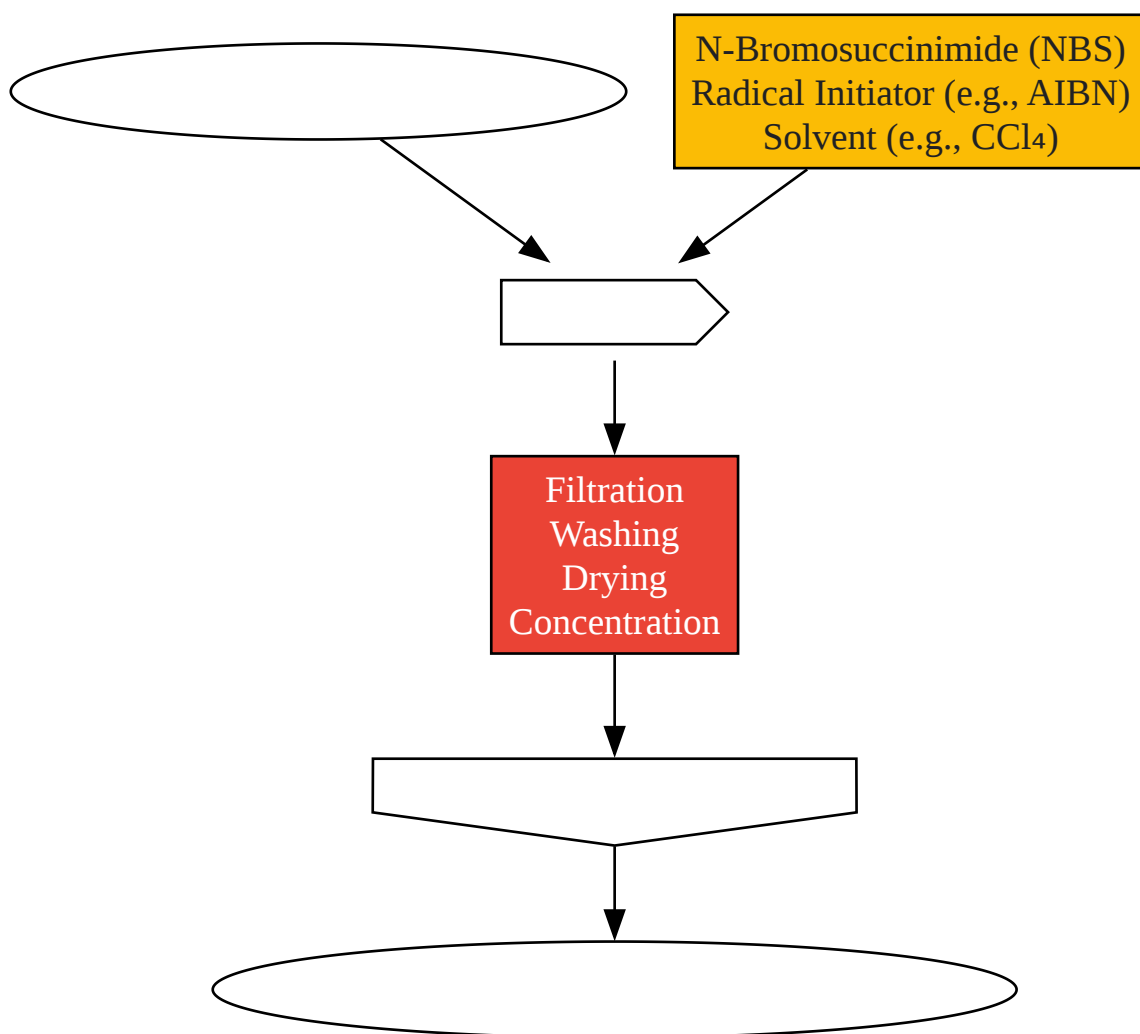 N-Bromosuccinimide (NBS)
Radical Initiator (e.g., AIBN)
Solvent (e.g., CCl₄)
Filtration
Washing
Drying
Concentration